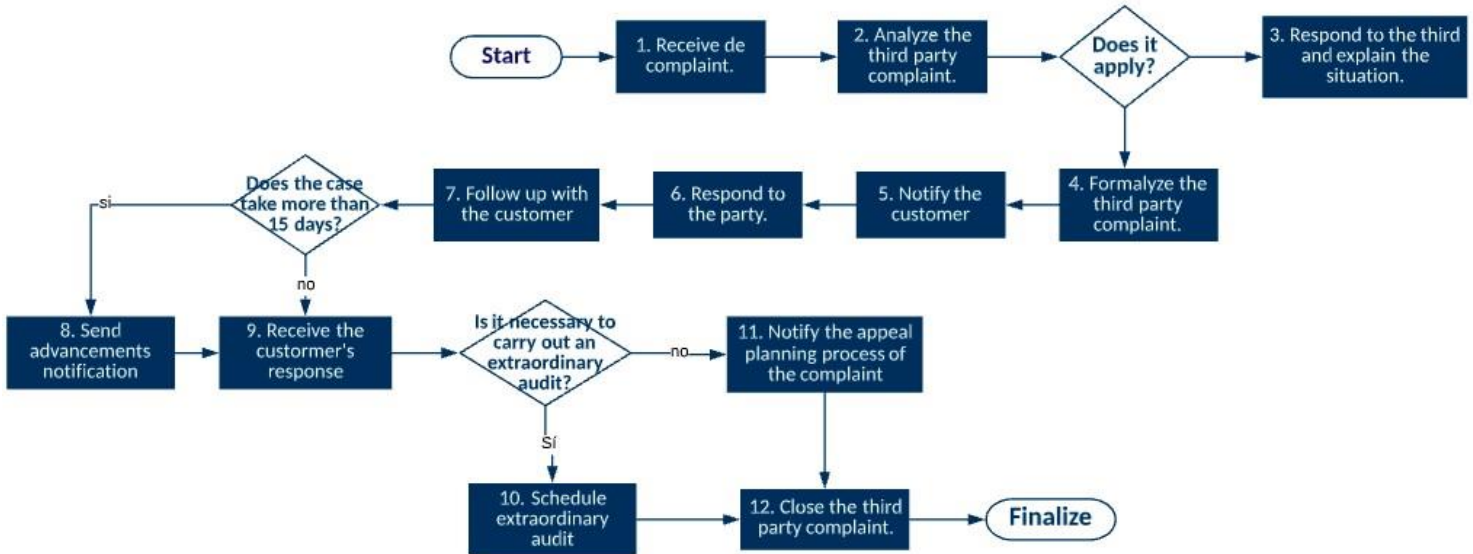 Start
1. Receive de
complaint.
2. Analyze the
third party
complaint.
Does it
apply?
3. Respond to the third
and explain the
situation.
4. Formalyze the
third party
complaint.
5. Notify the
customer
6. Respond to
the party.
7. Follow up with
the customer
Does the case
take more than
15 days?
si
no
8. Send
advancements
notification
9. Receive the
custormer's
response
Is it necessary to
carry out an
extraordinary
audit?
no
11. Notify the appeal
planning process of
the complaint
Sí
10. Schedule
extraordinary
audit
12. Close the third
party complaint.
Finalize